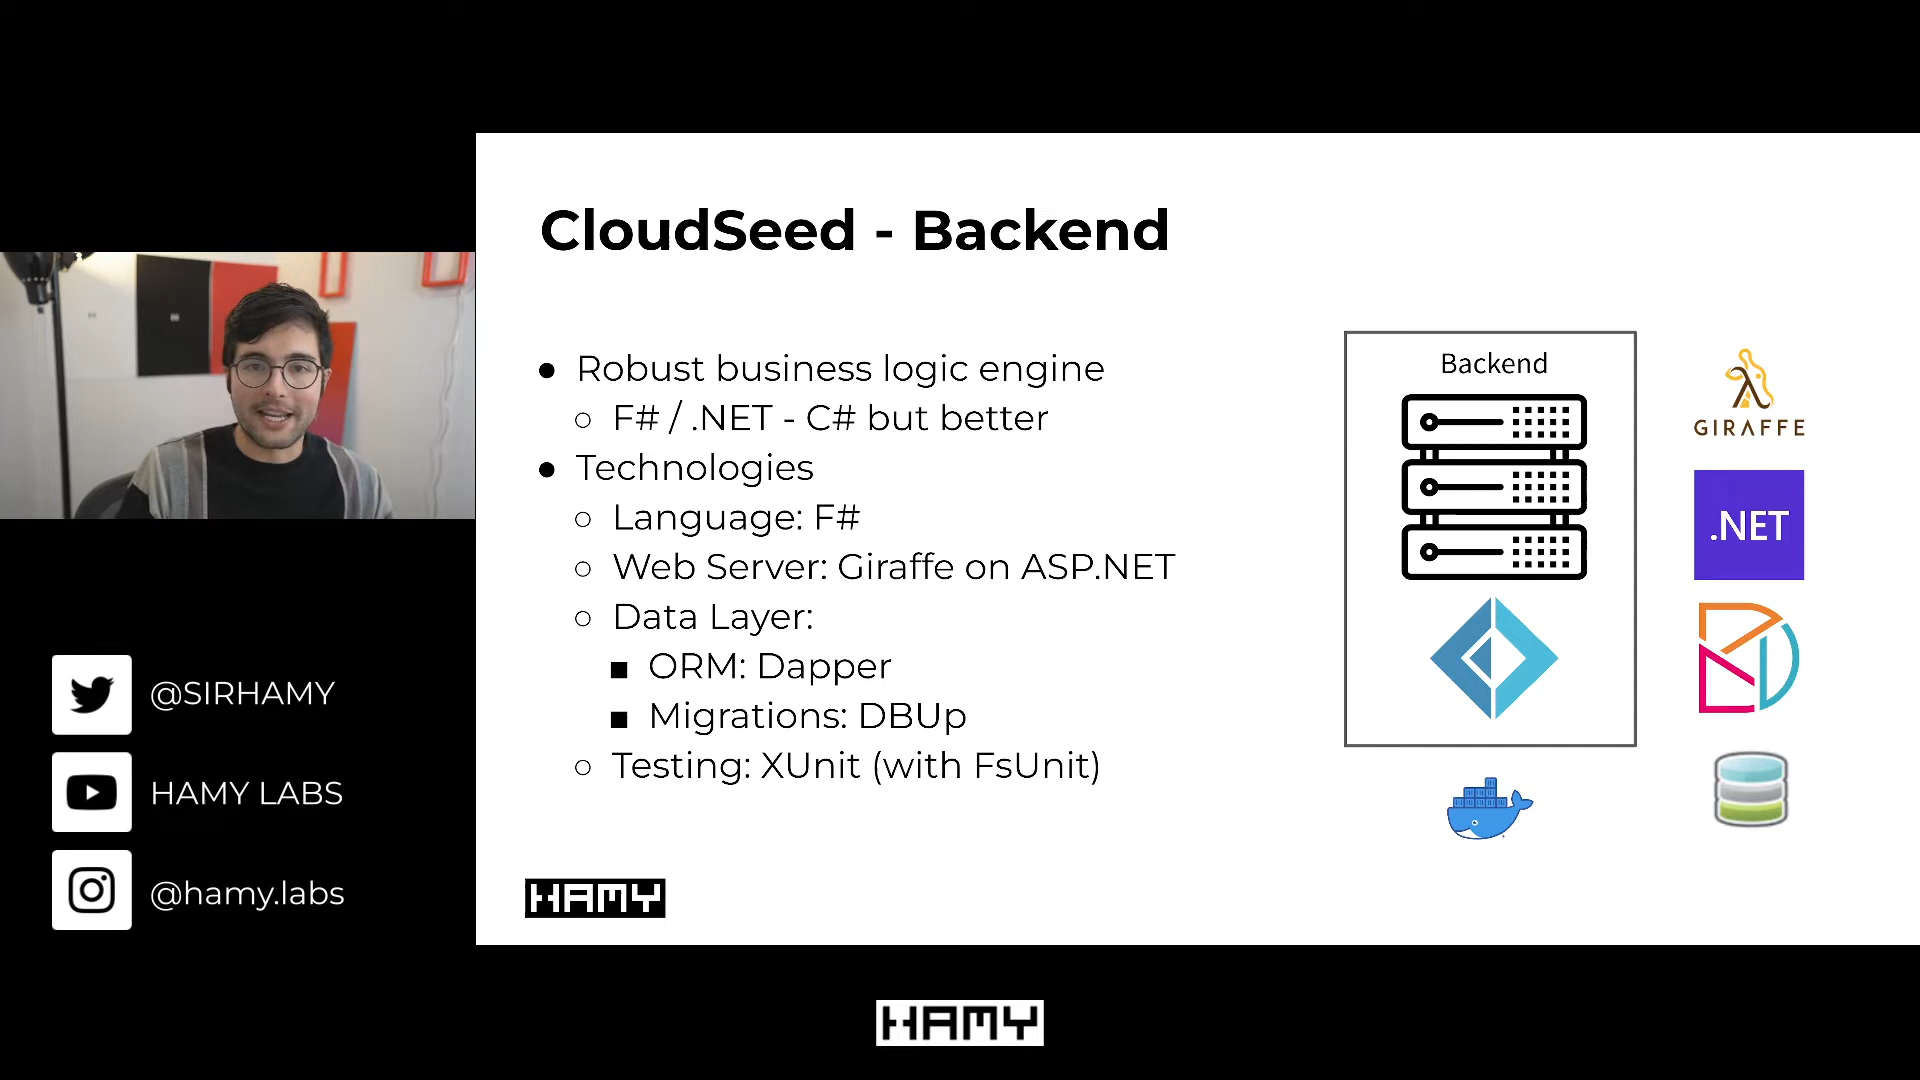 CloudSeed - Backend
● Robust business logic engine
○ F# / .NET - C# but better
● Technologies
○ Language: F#
○ Web Server: Giraffe on ASP.NET
○ Data Layer:
■ ORM: Dapper
■ Migrations: DBUp
○ Testing: XUnit (with FsUnit)
Backend
GIRAFFE
.NET
@SIRHAMY
HAMY LABS
@hamy.labs
HAMY
HAMY